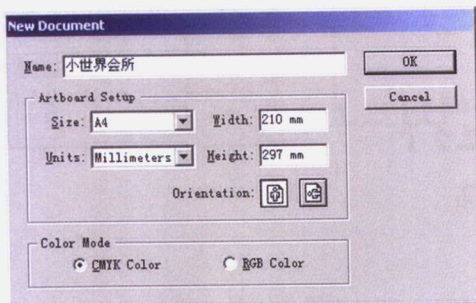 New Document
Name: 小世界会所
OK
Artboard Setup
Cancel
Size: A4
Width: 210 mm
Units: Millimeters
Height: 297 mm
Orientation:
Color Mode
CMYK Color
RGB Color